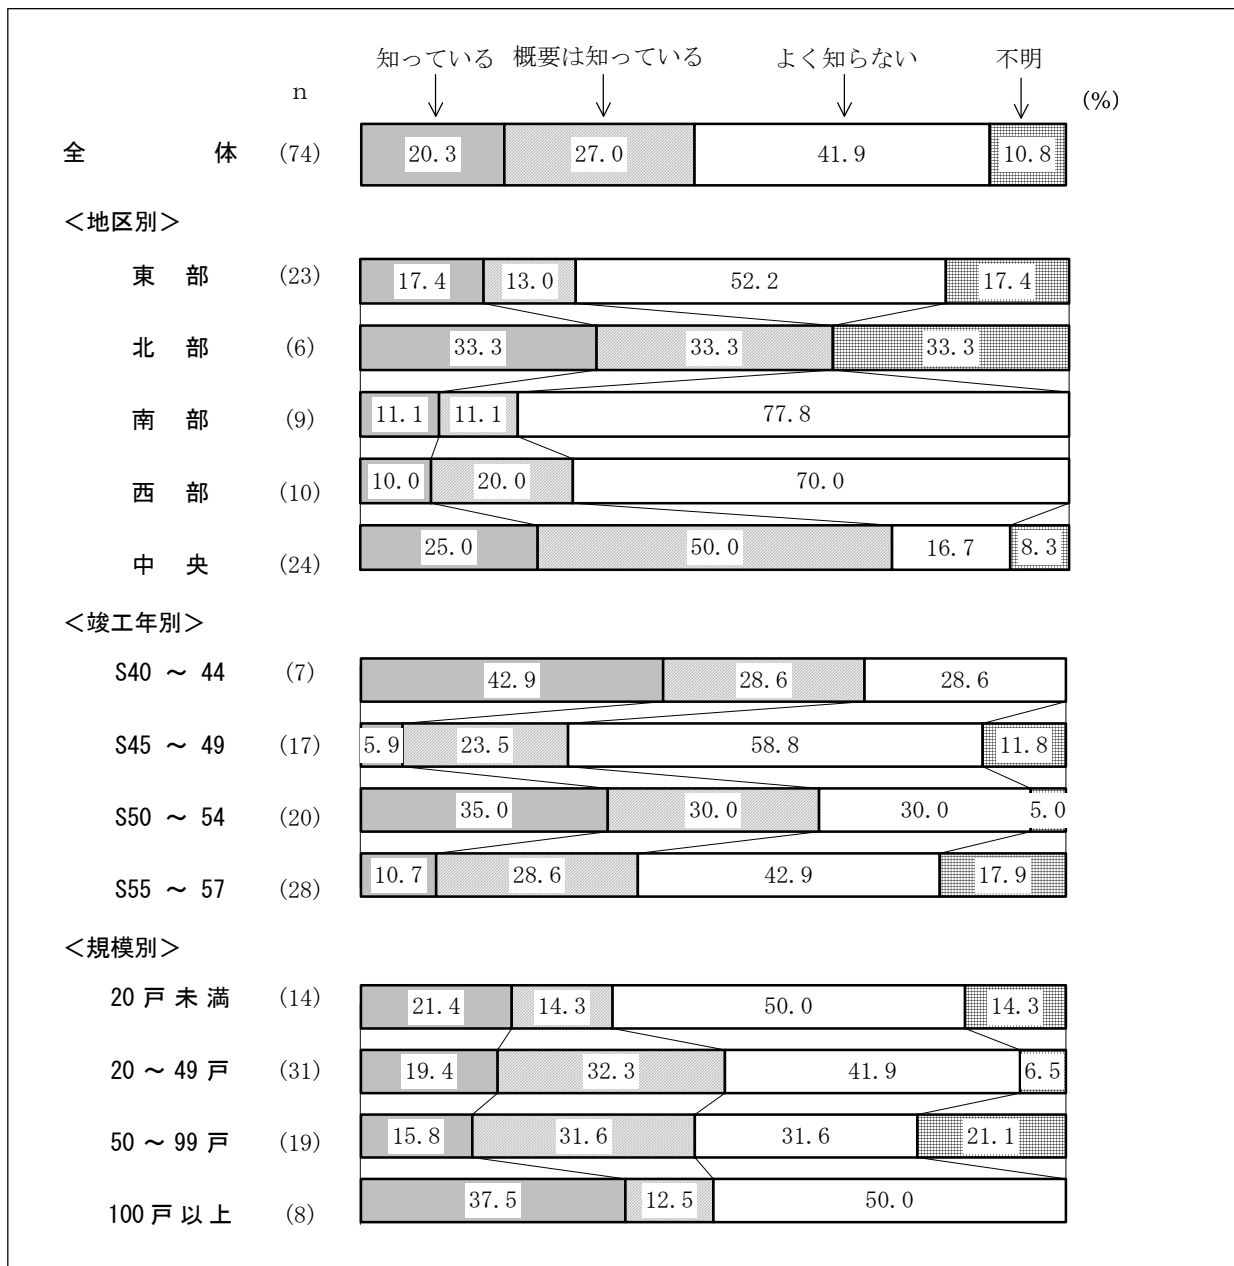 知っている 概要は知っている よく知らない 不明
n (%)
全 体 (74) 20.3 27.0 41.9 10.8
＜地区別＞
東 部 (23) 17.4 13.0 52.2 17.4
北 部 (6) 33.3 33.3 33.3
南 部 (9) 11.1 11.1 77.8
西 部 (10) 10.0 20.0 70.0
中 央 (24) 25.0 50.0 16.7 8.3
＜竣工年別＞
S40 ～ 44 (7) 42.9 28.6 28.6
S45 ～ 49 (17) 5.9 23.5 58.8 11.8
S50 ～ 54 (20) 35.0 30.0 30.0 5.0
S55 ～ 57 (28) 10.7 28.6 42.9 17.9
＜規模別＞
20 戸 未 満 (14) 21.4 14.3 50.0 14.3
20 ～ 49 戸 (31) 19.4 32.3 41.9 6.5
50 ～ 99 戸 (19) 15.8 31.6 31.6 21.1
100 戸 以 上 (8) 37.5 12.5 50.0